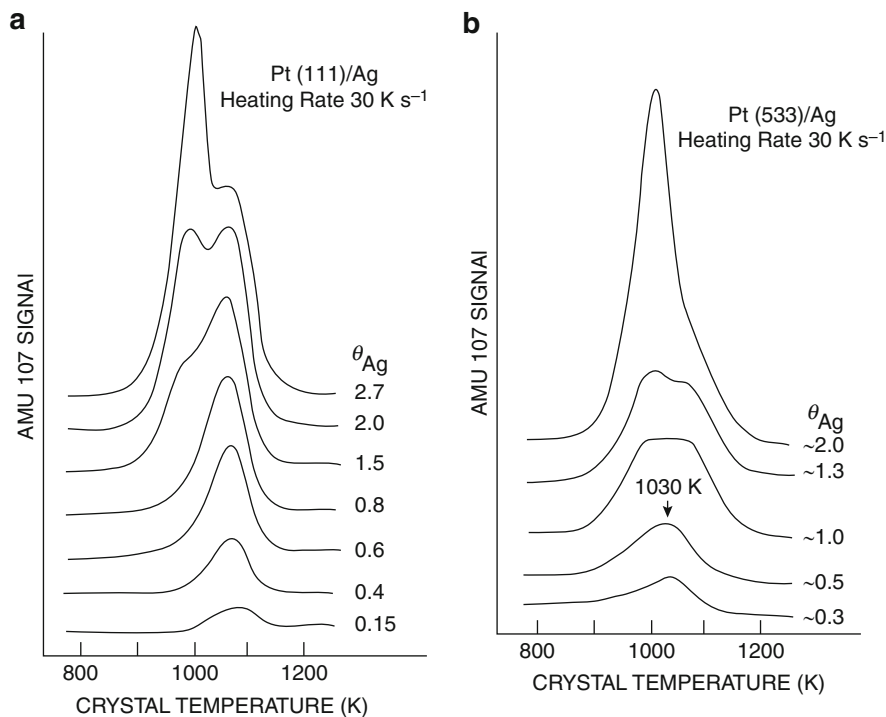 a
Pt (111)/Ag
Heating Rate 30 K s⁻¹
AMU 107 SIGNAl
θAg
2.7
2.0
1.5
0.8
0.6
0.4
0.15
800
1000
1200
CRYSTAL TEMPERATURE (K)
b
Pt (533)/Ag
Heating Rate 30 K s⁻¹
AMU 107 SIGNAl
θAg
~2.0
~1.3
1030 K
~1.0
~0.5
~0.3
800
1000
1200
CRYSTAL TEMPERATURE (K)